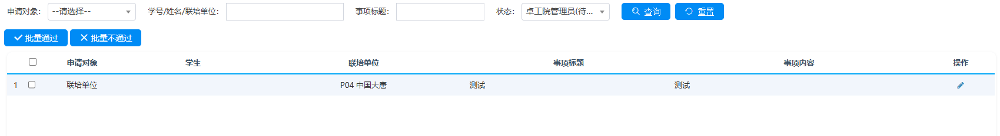 申请对象： --请选择-- 学号/姓名/联培单位： 事项标题： 状态： 卓工院管理员(待... 查询 重置
批量通过 批量不通过
申请对象 学生 联培单位 事项标题 事项内容 操作
1 联培单位 P04 中国大唐 测试 测试